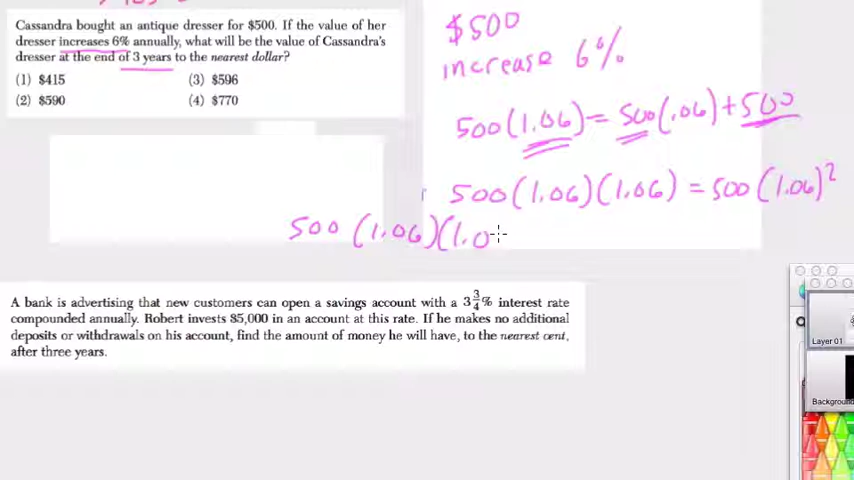 Cassandra bought an antique dresser for $500. If the value of her
dresser increases 6% annually, what will be the value of Cassandra's
dresser at the end of 3 years to the nearest dollar?
(1) $415 (3) $596
(2) $590 (4) $770
$500
increase 6%
500(1.06) = 500(.06)+500
500(1.06)(1.06) = 500(1.06)²
500(1.06)(1.0
A bank is advertising that new customers can open a savings account with a 3¾% interest rate
compounded annually. Robert invests $5,000 in an account at this rate. If he makes no additional
deposits or withdrawals on his account, find the amount of money he will have, to the nearest cent,
after three years.
Layer 01
Background